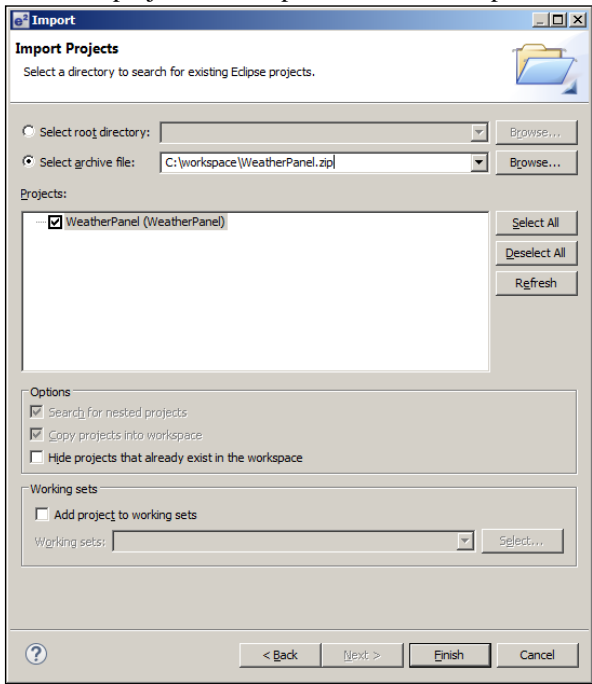 e² Import
Import Projects
Select a directory to search for existing Eclipse projects.
Select root directory: Browse...
Select archive file: C:\workspace\WeatherPanel.zip Browse...
Projects:
WeatherPanel (WeatherPanel) Select All
Deselect All
Refresh
Options
Search for nested projects
Copy projects into workspace
Hide projects that already exist in the workspace
Working sets
Add project to working sets
Working sets: Select...
? < Back Next > Finish Cancel